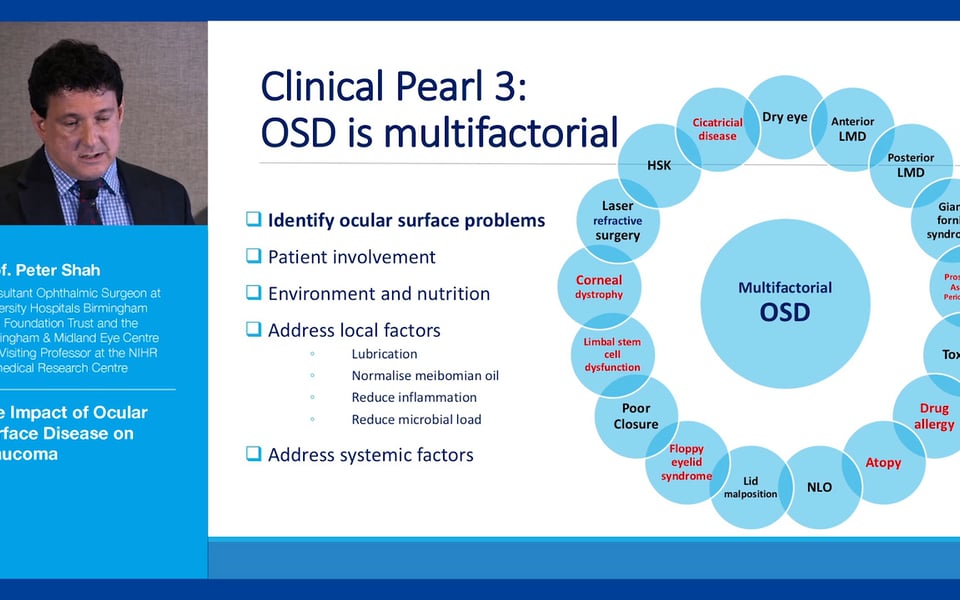 Clinical Pearl 3:
OSD is multifactorial
Identify ocular surface problems
Patient involvement
Environment and nutrition
Address local factors
Lubrication
Normalise meibomian oil
Reduce inflammation
Reduce microbial load
Address systemic factors
Multifactorial
OSD
Dry eye
Anterior
LMD
Posterior
LMD
Gian
forni
syndro
Pros
As
Peric
Tox
Drug
allergy
Atopy
NLO
Lid
malposition
Floppy
eyelid
syndrome
Poor
Closure
Limbal stem
cell
dysfunction
Corneal
dystrophy
Laser
refractive
surgery
HSK
Cicatricial
disease
f. Peter Shah
sultant Ophthalmic Surgeon at
ersity Hospitals Birmingham
Foundation Trust and the
ingham & Midland Eye Centre
Visiting Professor at the NIHR
medical Research Centre
e Impact of Ocular
rface Disease on
aucoma